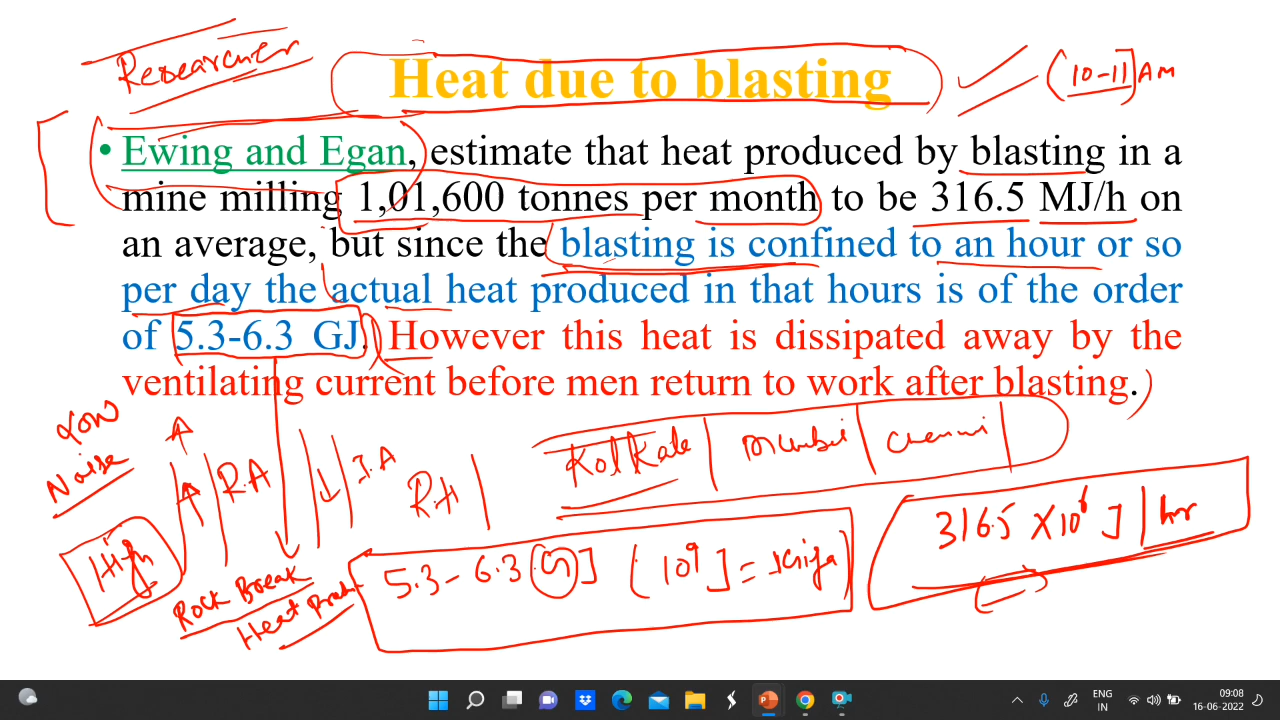 Researcher
Heat due to blasting
(10-11] AM
• Ewing and Egan, estimate that heat produced by blasting in a
mine milling 1,01,600 tonnes per month to be 316.5 MJ/h on
an average, but since the blasting is confined to an hour or so
per day the actual heat produced in that hours is of the order
of 5.3-6.3 GJ. However this heat is dissipated away by the
ventilating current before men return to work after blasting.
Low
Noise
High
R.A
I.A
R.H
Kolkata | Mumbai | Chennai
Rock Break
Heat
5.3 - 6.3 GJ (10⁹ J =
316.5 X 10⁶ J | hr
ENG
IN
09:08
16-06-2022